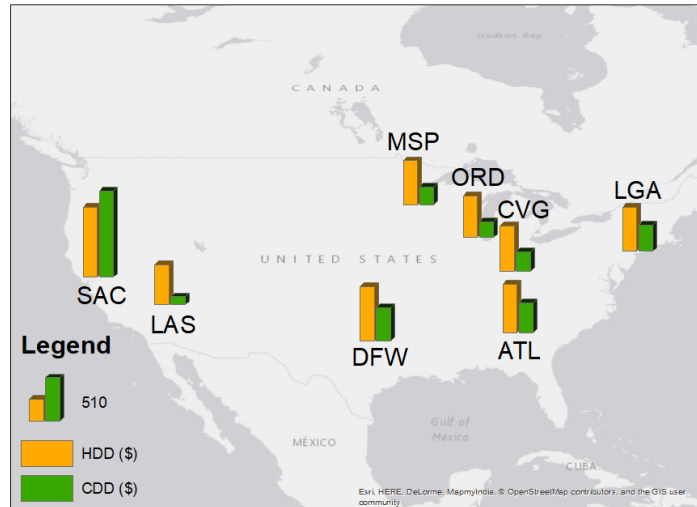 Hudson Bay
CANADA
MSP
ORD
CVG
LGA
UNITED STATES
SAC
LAS
DFW
ATL
Legend
510
HDD ($)
CDD ($)
MÉXICO
Gulf of
Mexico
CUBA
Esri, HERE, DeLorme, MapmyIndia, © OpenStreetMap contributors, and the GIS user
community